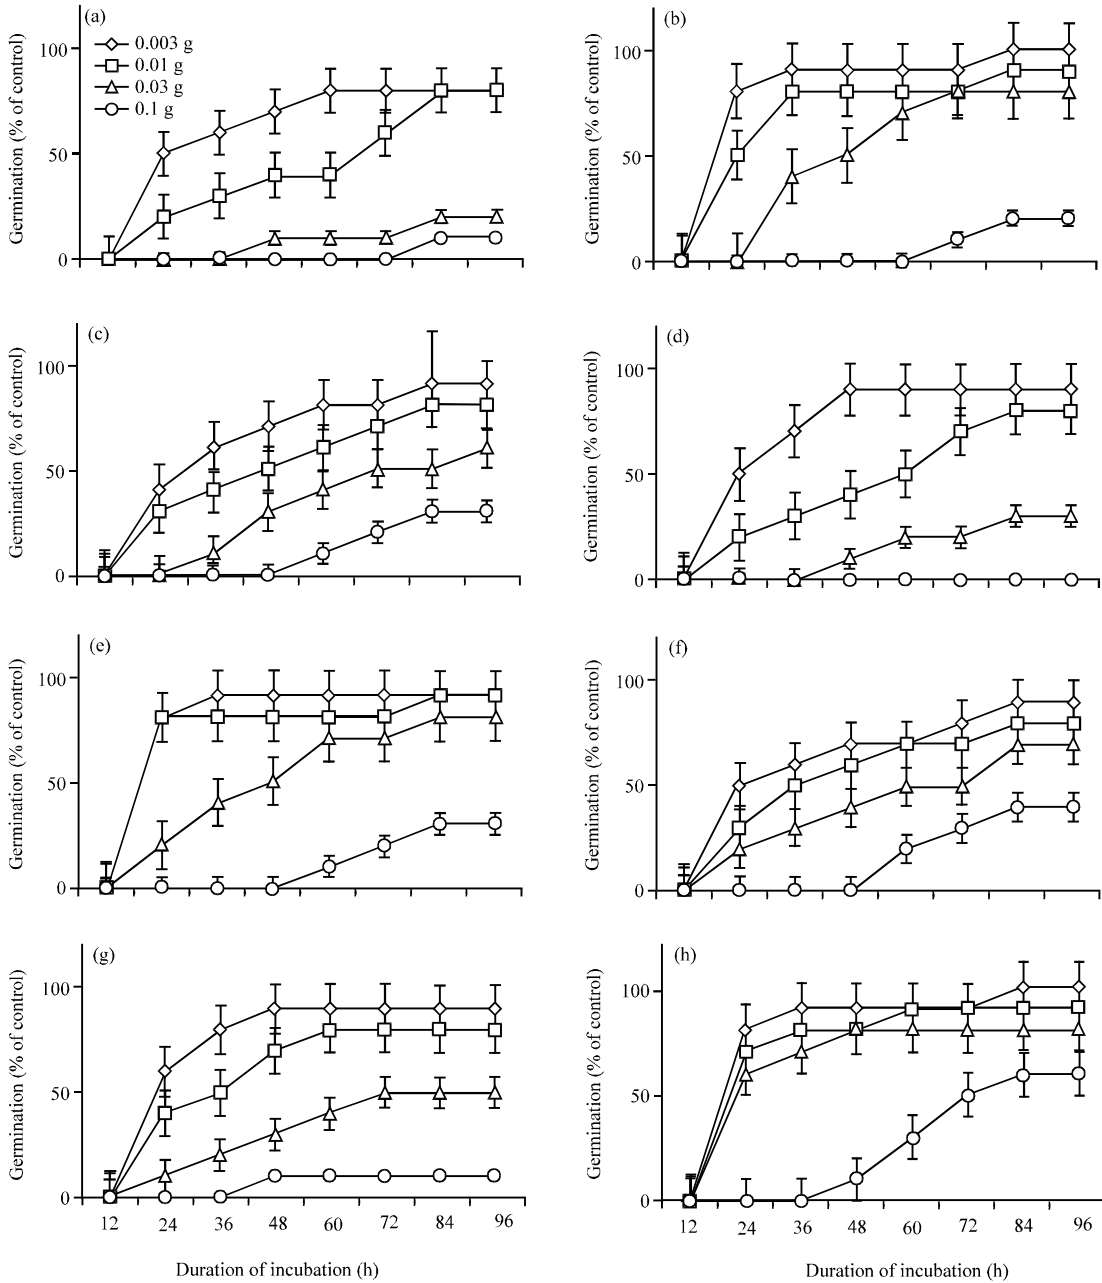 (a)
Germination (% of control)
100
50
0
0.003 g
0.01 g
0.03 g
0.1 g
(b)
Germination (% of control)
100
50
0
(c)
Germination (% of control)
100
50
0
(d)
Germination (% of control)
100
50
0
(e)
Germination (% of control)
100
50
0
(f)
Germination (% of control)
100
50
0
(g)
Germination (% of control)
100
50
0
12 24 36 48 60 72 84 96
Duration of incubation (h)
(h)
Germination (% of control)
100
50
0
12 24 36 48 60 72 84 96
Duration of incubation (h)